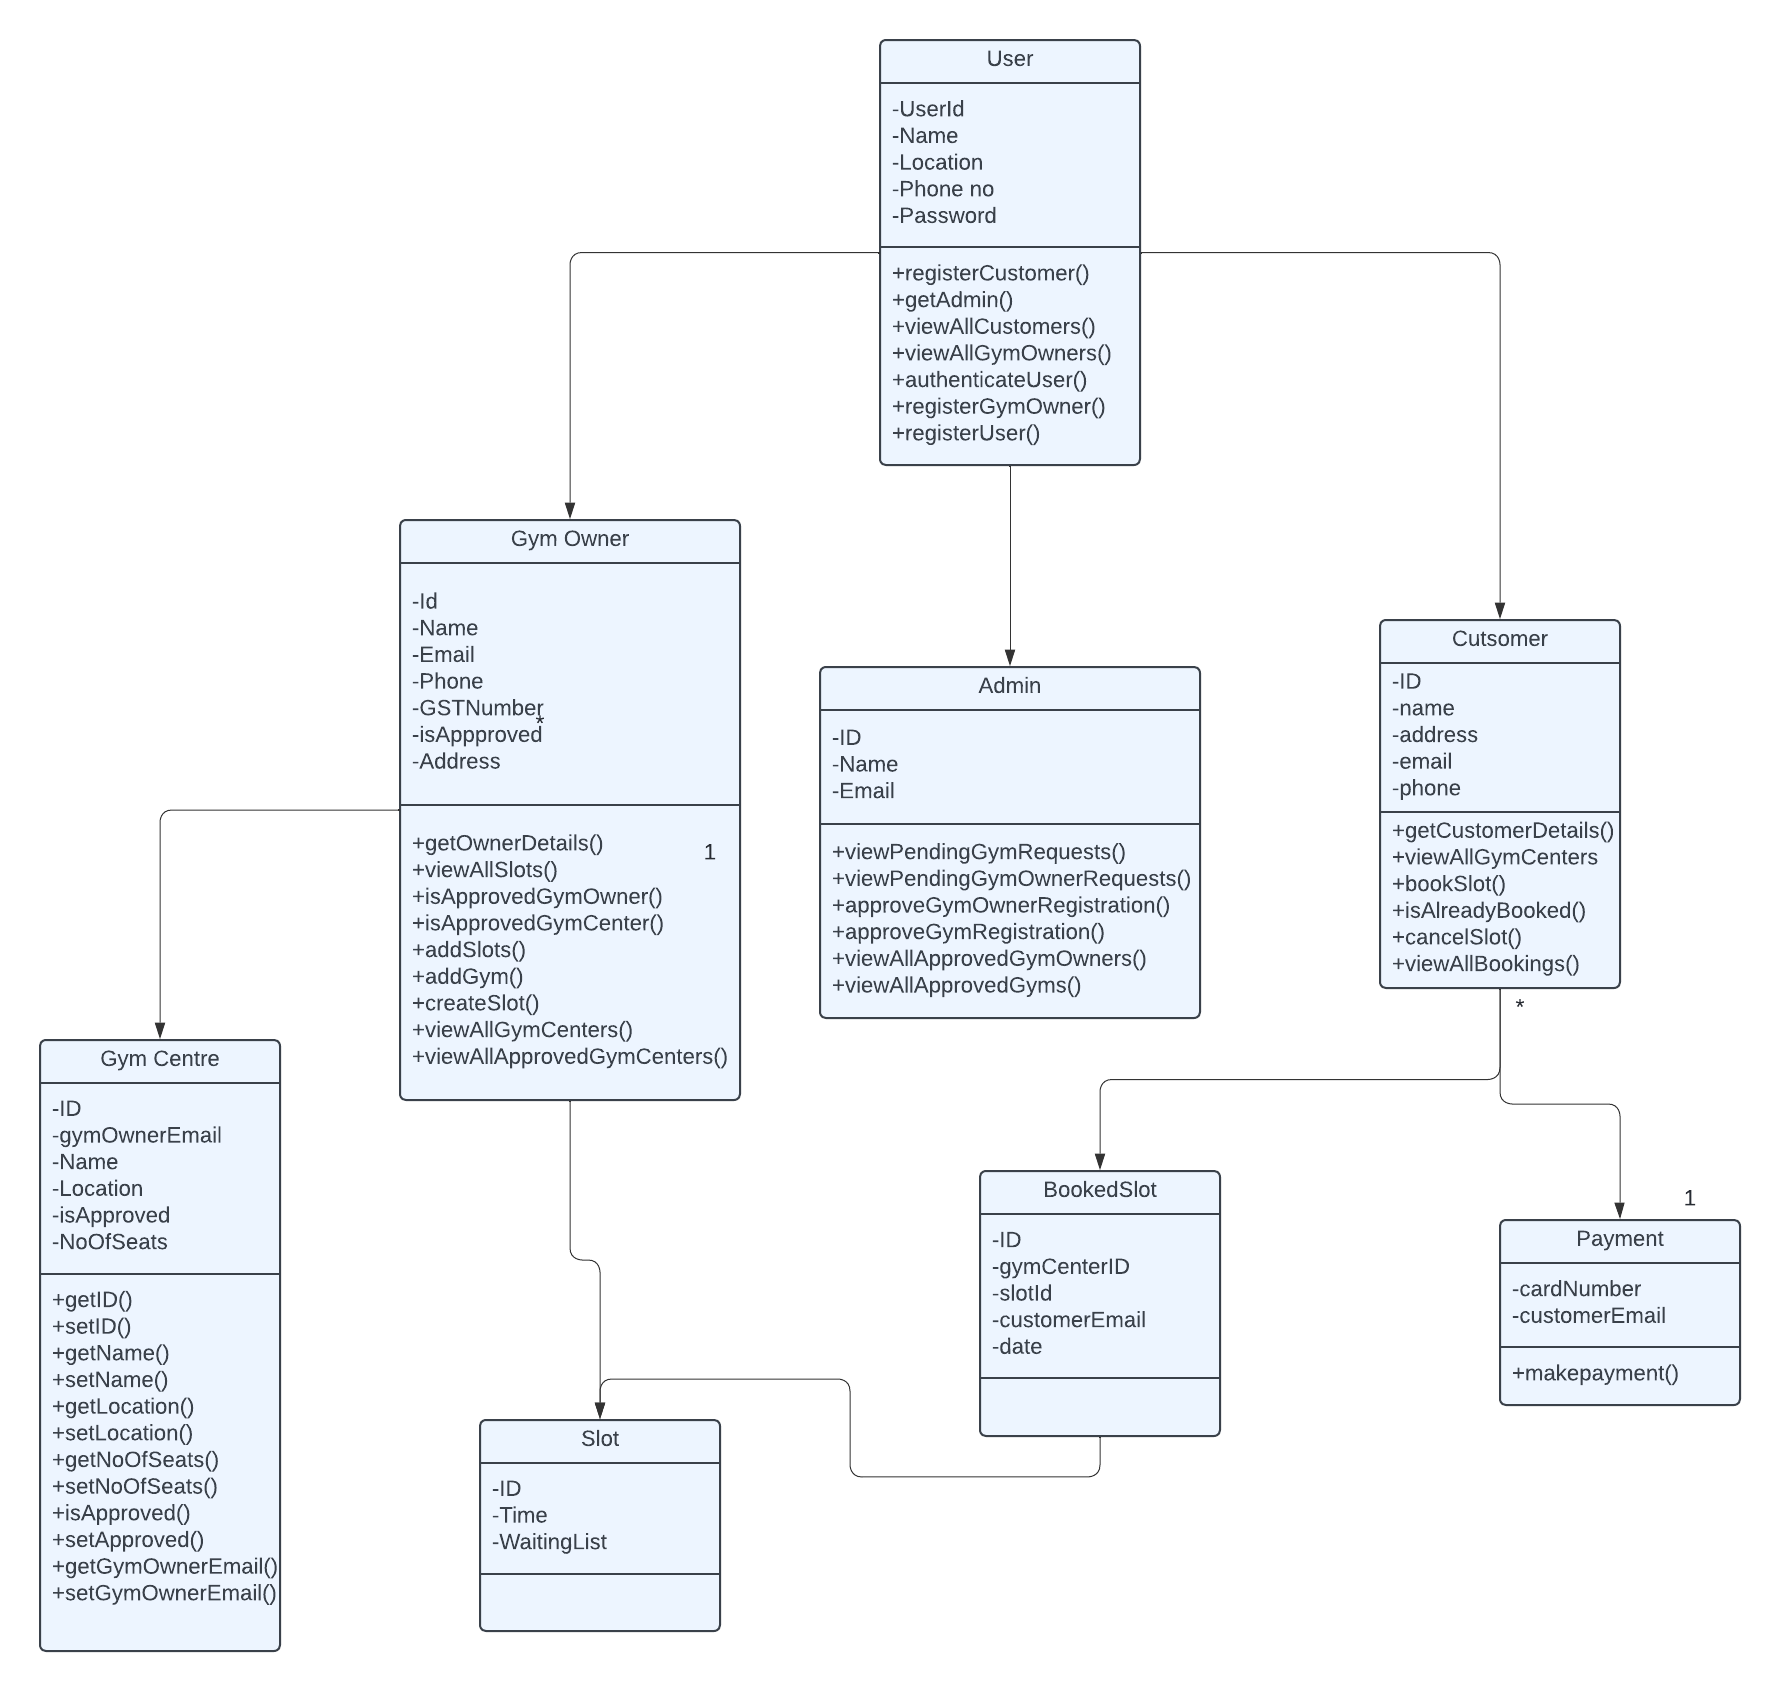 User
-UserId
-Name
-Location
-Phone no
-Password
+registerCustomer()
+getAdmin()
+viewAllCustomers()
+viewAllGymOwners()
+authenticateUser()
+registerGymOwner()
+registerUser()
Gym Owner
-Id
-Name
-Email
-Phone
-GSTNumber
*
-isAppproved
-Address
+getOwnerDetails()
1
+viewAllSlots()
+isApprovedGymOwner()
+isApprovedGymCenter()
+addSlots()
+addGym()
+createSlot()
+viewAllGymCenters()
+viewAllApprovedGymCenters()
Admin
-ID
-Name
-Email
+viewPendingGymRequests()
+viewPendingGymOwnerRequests()
+approveGymOwnerRegistration()
+approveGymRegistration()
+viewAllApprovedGymOwners()
+viewAllApprovedGyms()
Cutsomer
-ID
-name
-address
-email
-phone
+getCustomerDetails()
+viewAllGymCenters
+bookSlot()
+isAlreadyBooked()
+cancelSlot()
+viewAllBookings()
*
Gym Centre
-ID
-gymOwnerEmail
-Name
-Location
-isApproved
-NoOfSeats
+getID()
+setID()
+getName()
+setName()
+getLocation()
+setLocation()
+getNoOfSeats()
+setNoOfSeats()
+isApproved()
+setApproved()
+getGymOwnerEmail()
+setGymOwnerEmail()
BookedSlot
-ID
-gymCenterID
-slotId
-customerEmail
-date
1
Payment
-cardNumber
-customerEmail
+makepayment()
Slot
-ID
-Time
-WaitingList